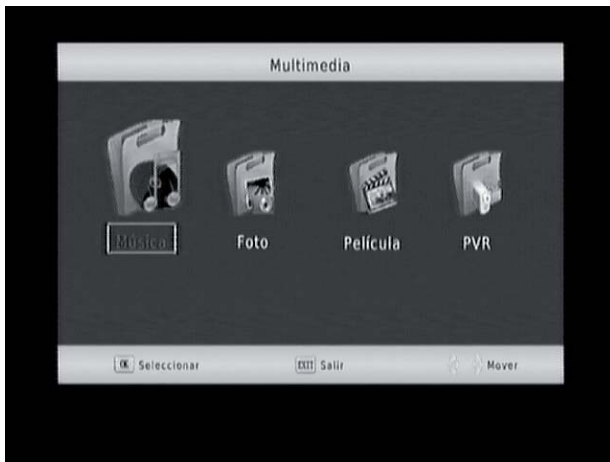 Multimedia
Música Foto Película PVR
OK Seleccionar EXIT Salir Mover